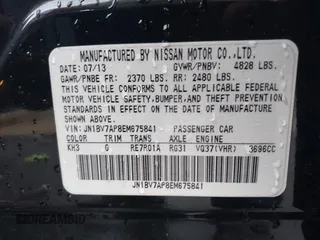 MANUFACTURED BY NISSAN MOTOR CO.,LTD.
DATE: 07/13 GVWR/PNBV: 4828 LBS.
GAWR/PNBE FR: 2370 LBS. RR: 2480 LBS.
THIS VEHICLE CONFORMS TO ALL APPLICABLE FEDERAL
MOTOR VEHICLE SAFETY,BUMPER,AND THEFT PREVENTION
STANDARDS IN EFFECT ON THE DATE OF MANUFACTURE
SHOWN ABOVE.
VIN: JN1BV7AP8EM675841 PASSENGER CAR
COLOR TRIM TRANS AXLE ENGINE
KH3 G RE7R01A RG31 VQ37(VHR) 3696CC
JN1BV7AP8EM675841